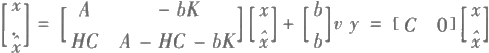 [ẋ; x̂̇] = [A  −bK; HC  A − HC − bK] [x; x̂] + [b; b] v  y = [C  0] [x; x̂]